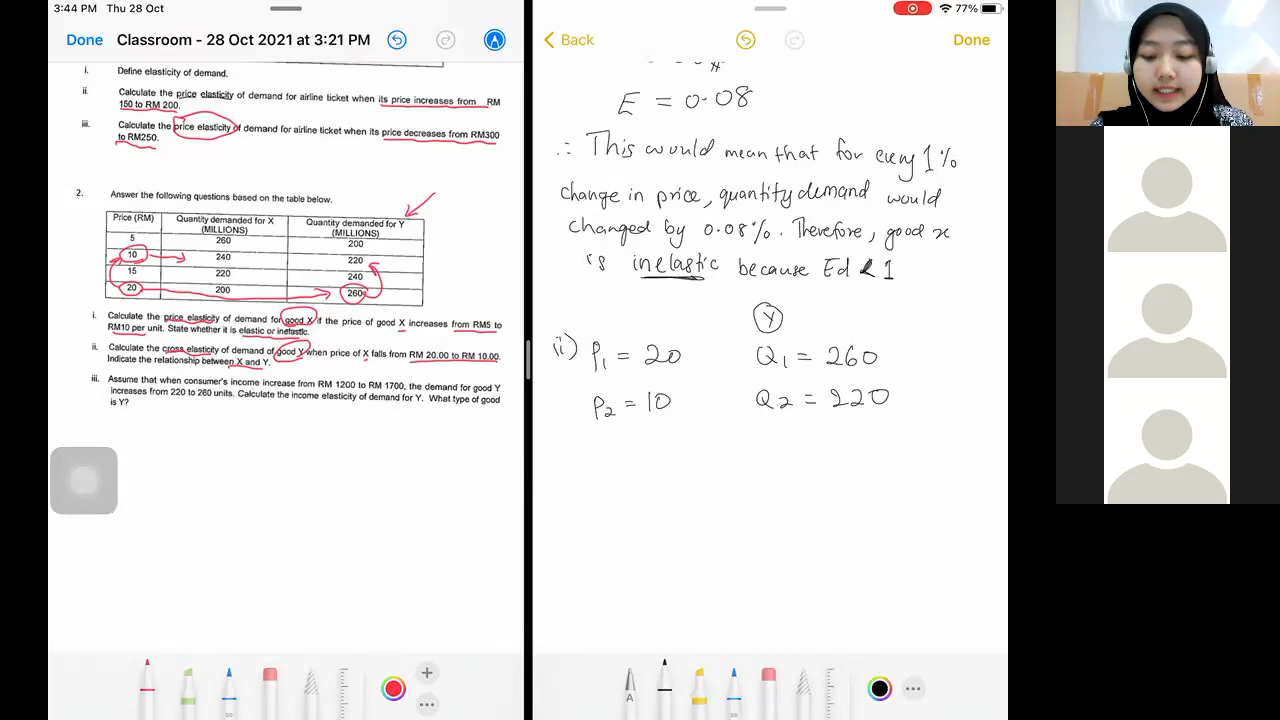 3:44 PM Thu 28 Oct
77%
Done Classroom - 28 Oct 2021 at 3:21 PM
Back Done
i. Define elasticity of demand.
ii. Calculate the price elasticity of demand for airline ticket when its price increases from RM
150 to RM 200.
iii. Calculate the price elasticity of demand for airline ticket when its price decreases from RM300
to RM250.
2. Answer the following questions based on the table below.
Price (RM) Quantity demanded for X (MILLIONS) Quantity demanded for Y (MILLIONS)
5 260 200
10 240 220
15 220 240
20 200 260
i. Calculate the price elasticity of demand for good X if the price of good X increases from RM5 to
RM10 per unit. State whether it is elastic or inelastic.
ii. Calculate the cross elasticity of demand of good Y when price of X falls from RM 20.00 to RM 10.00.
Indicate the relationship between X and Y.
iii. Assume that when consumer's income increase from RM 1200 to RM 1700, the demand for good Y
increases from 220 to 260 units. Calculate the income elasticity of demand for Y. What type of good
is Y?
E = 0.08
∴ This would mean that for every 1%
change in price, quantity demand would
changed by 0.08%. Therefore, good x
is inelastic because Ed < 1
Y
ii) P1 = 20 Q1 = 260
P2 = 10 Q2 = 220
A